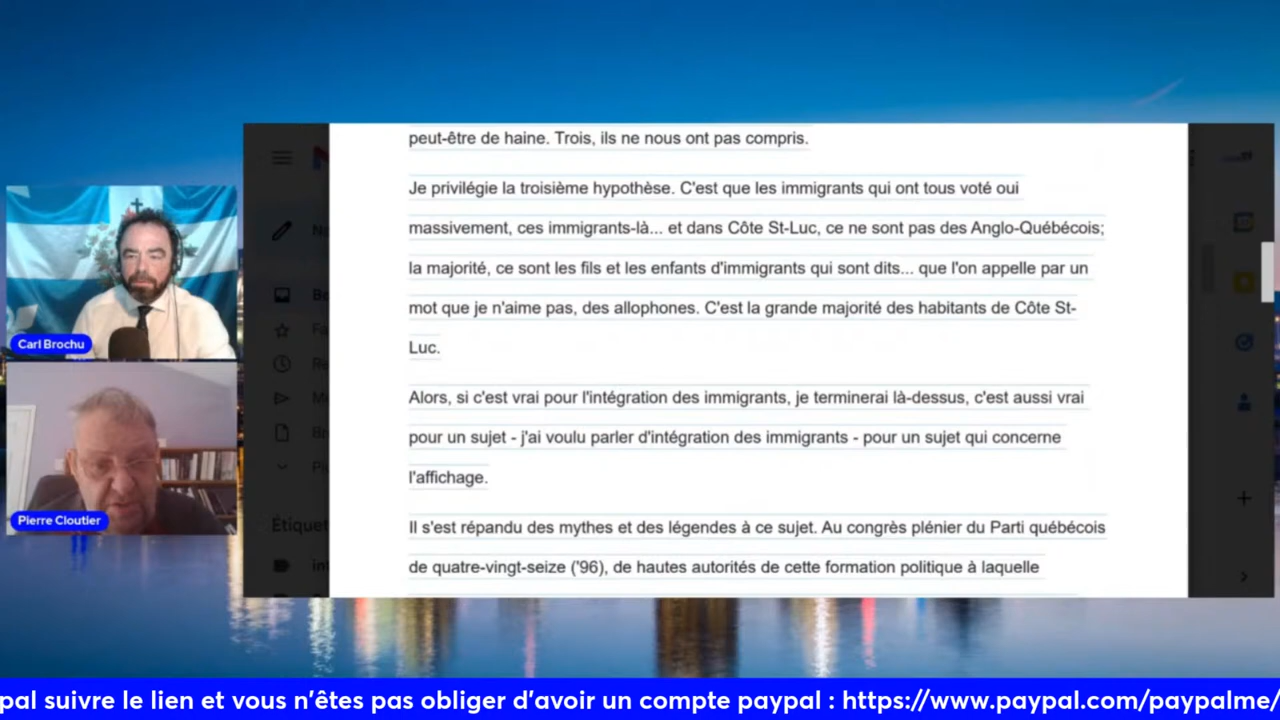 peut-être de haine. Trois, ils ne nous ont pas compris.
Je privilégie la troisième hypothèse. C'est que les immigrants qui ont tous voté oui
massivement, ces immigrants-là... et dans Côte St-Luc, ce ne sont pas des Anglo-Québécois;
la majorité, ce sont les fils et les enfants d'immigrants qui sont dits... que l'on appelle par un
mot que je n'aime pas, des allophones. C'est la grande majorité des habitants de Côte St-
Luc.
Alors, si c'est vrai pour l'intégration des immigrants, je terminerai là-dessus, c'est aussi vrai
pour un sujet - j'ai voulu parler d'intégration des immigrants - pour un sujet qui concerne
l'affichage.
Il s'est répandu des mythes et des légendes à ce sujet. Au congrès plénier du Parti québécois
de quatre-vingt-seize ('96), de hautes autorités de cette formation politique à laquelle
Carl Brochu
Pierre Cloutier
Étiquet
pal suivre le lien et vous n'êtes pas obliger d'avoir un compte paypal : https://www.paypal.com/paypalme/